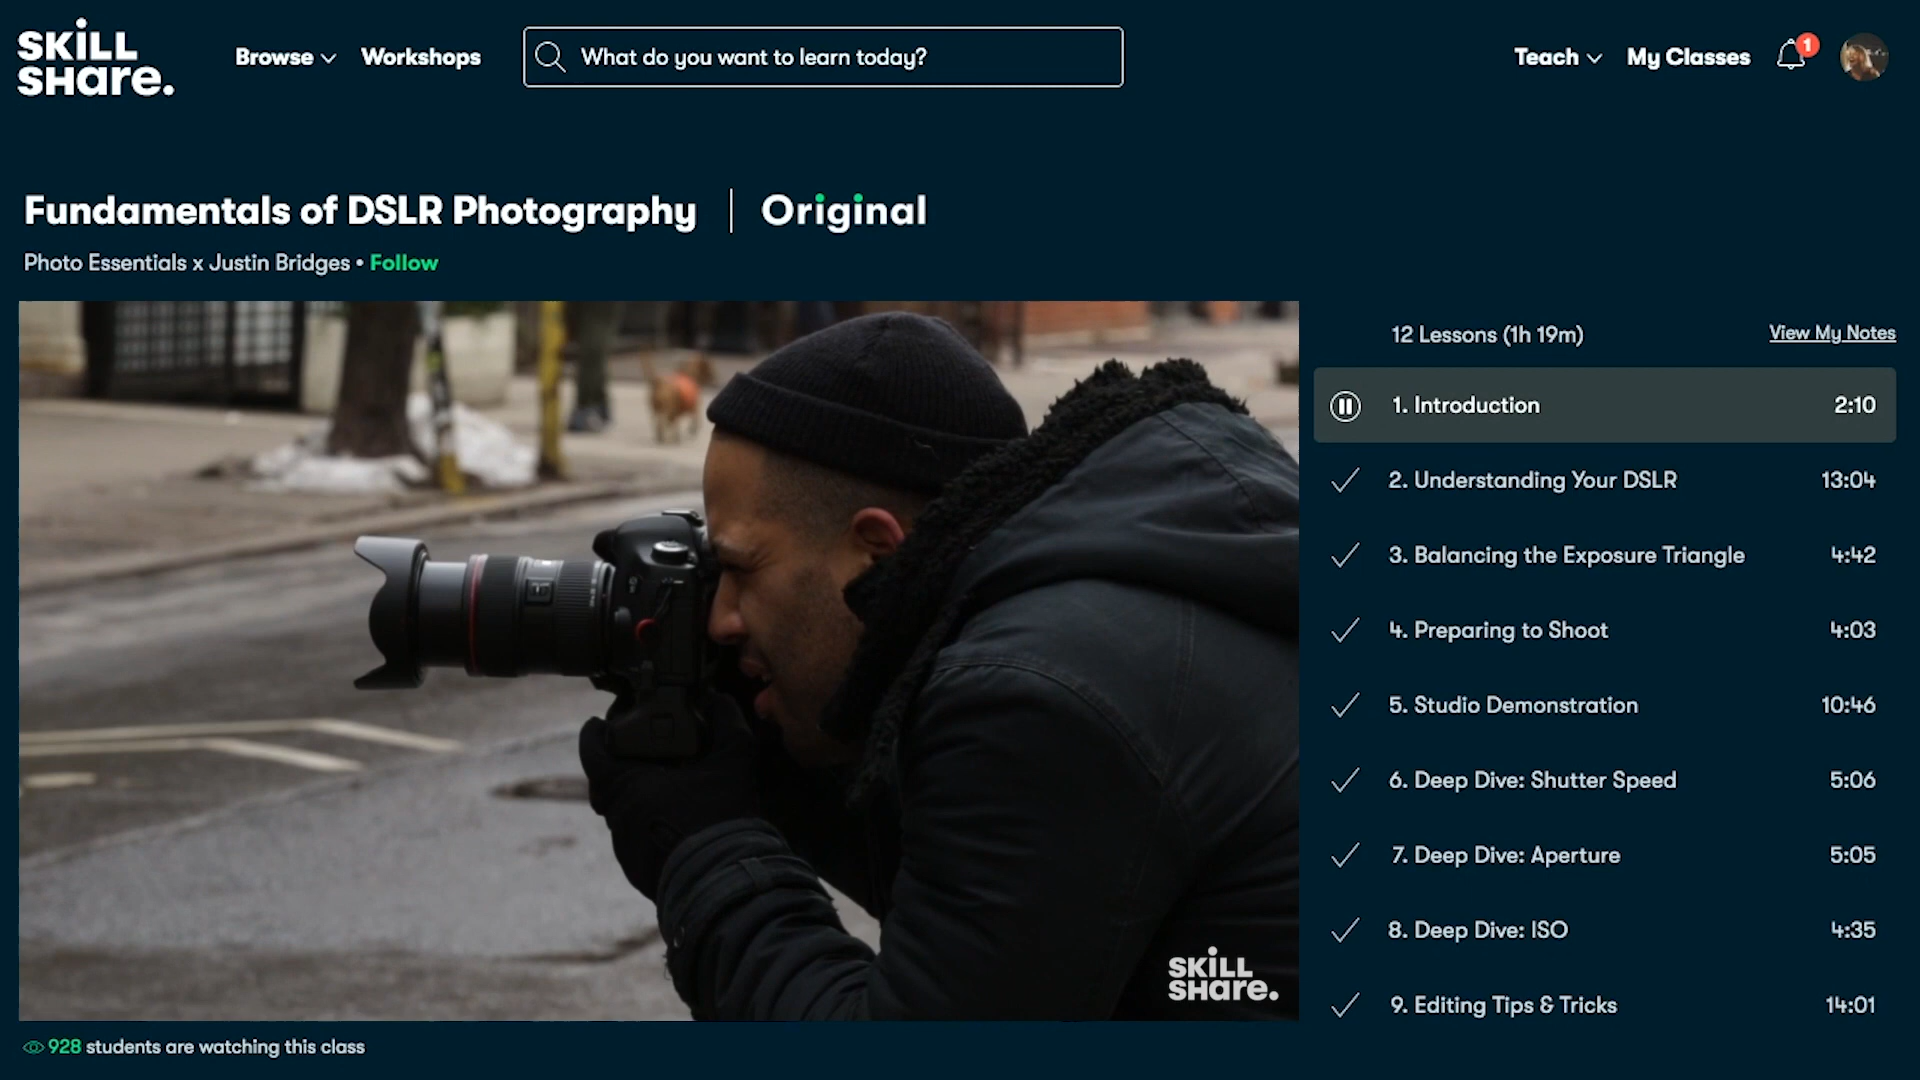 SKILL
SHare.
Browse
Workshops
What do you want to learn today?
Teach
My Classes
1
Fundamentals of DSLR Photography
Original
Photo Essentials x Justin Bridges • Follow
12 Lessons (1h 19m)
View My Notes
1. Introduction 2:10
2. Understanding Your DSLR 13:04
3. Balancing the Exposure Triangle 4:42
4. Preparing to Shoot 4:03
5. Studio Demonstration 10:46
6. Deep Dive: Shutter Speed 5:06
7. Deep Dive: Aperture 5:05
8. Deep Dive: ISO 4:35
9. Editing Tips & Tricks 14:01
SKILL
SHare.
928 students are watching this class